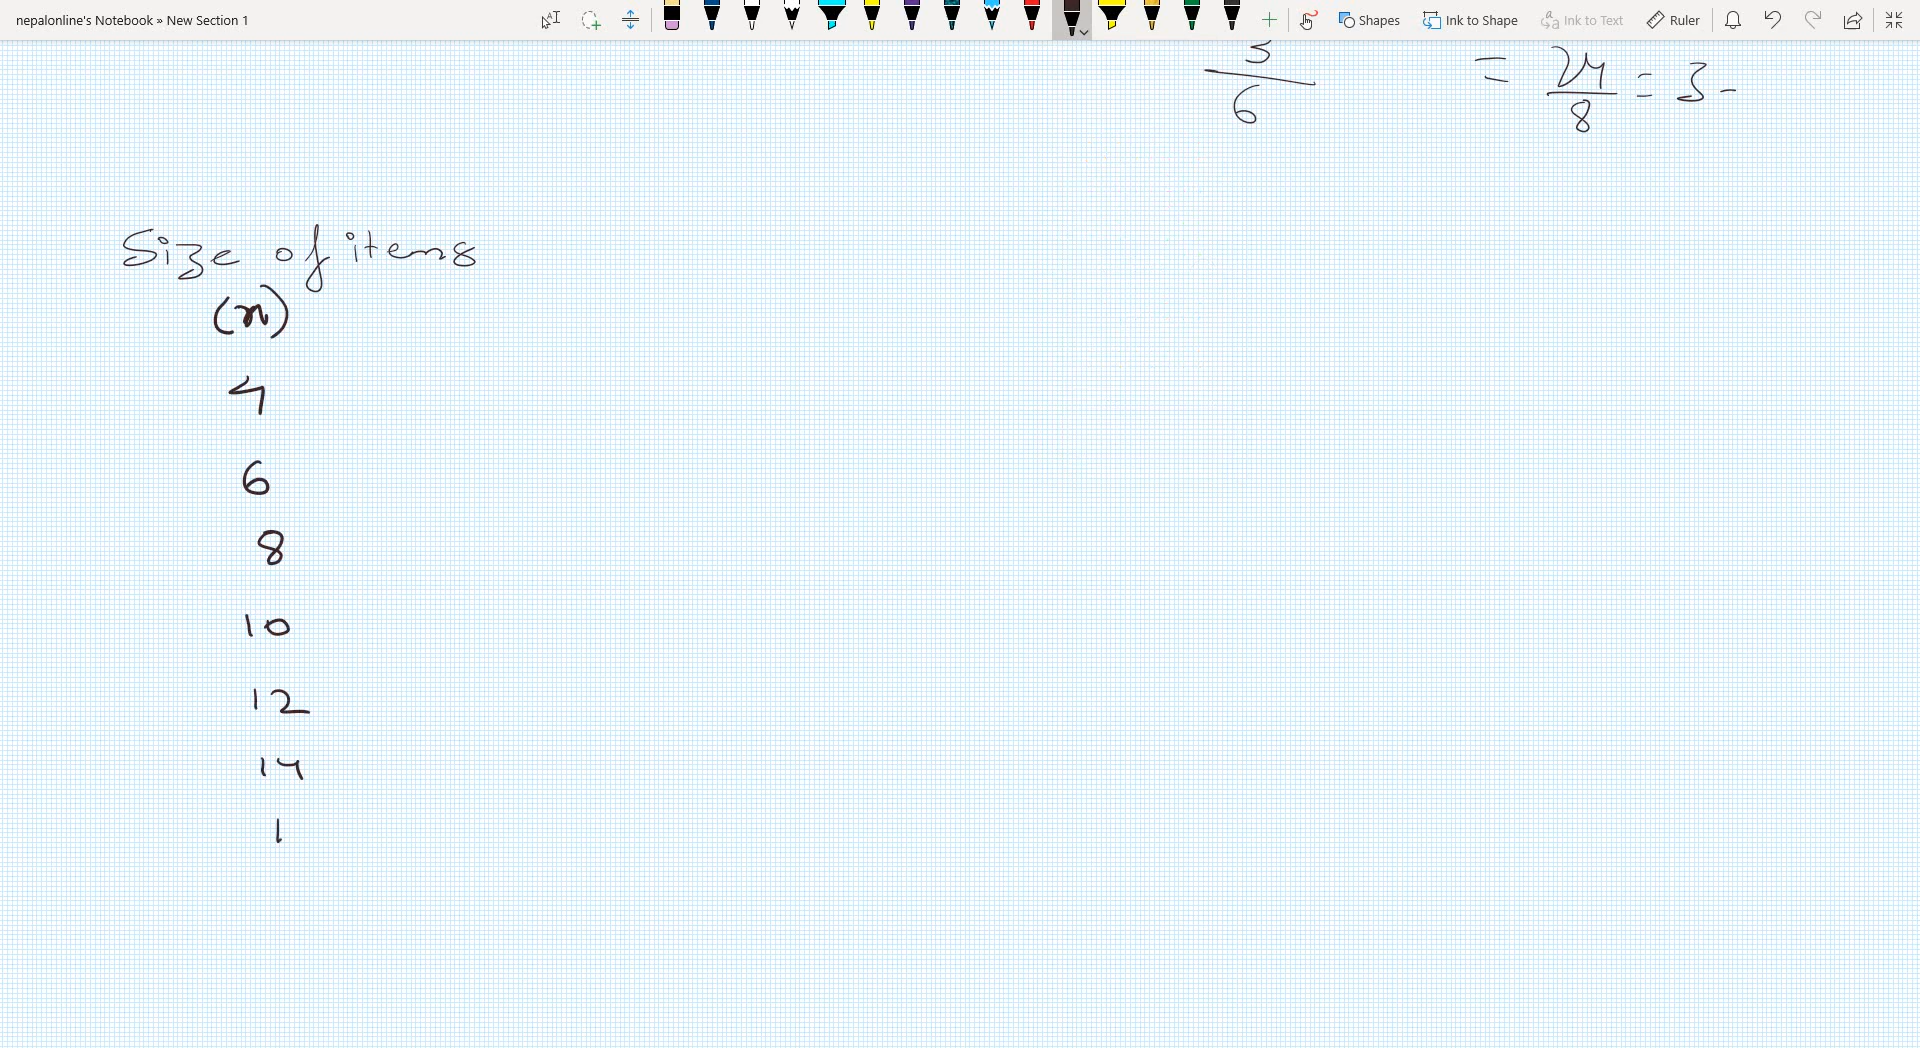 nepalonline's Notebook » New Section 1
Shapes
Ink to Shape
Ink to Text
Ruler
6
= 24/8 = 3 -
Size of items
4
6
8
10
12
14
1